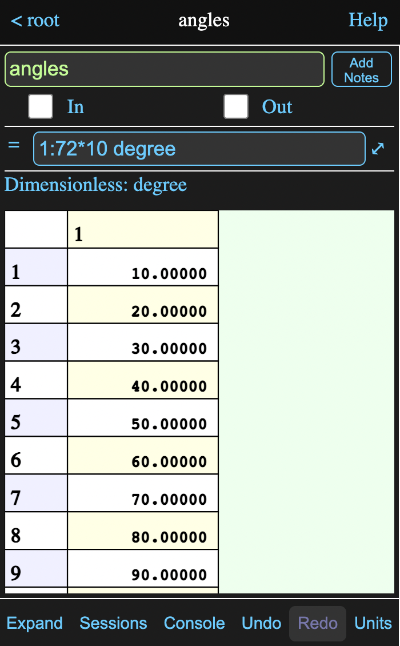 < root angles Help
angles Add Notes
In Out
= 1:72*10 degree
Dimensionless: degree
1
1 10.00000
2 20.00000
3 30.00000
4 40.00000
5 50.00000
6 60.00000
7 70.00000
8 80.00000
9 90.00000
Expand Sessions Console Undo Redo Units